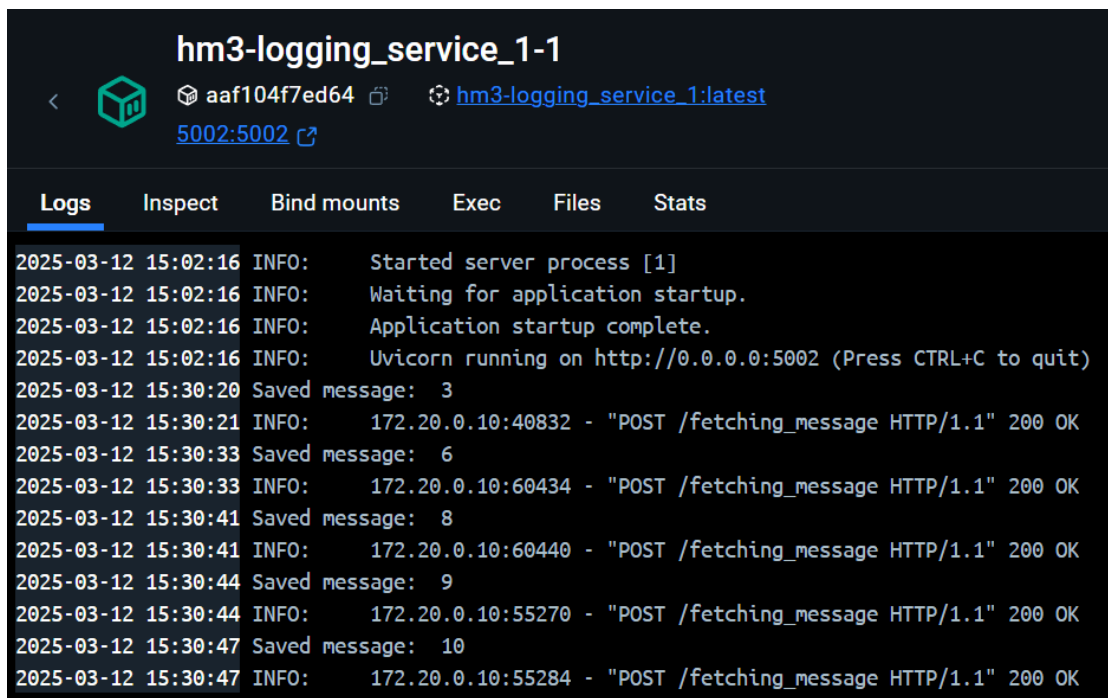 hm3-logging_service_1-1
aaf104f7ed64 hm3-logging_service_1:latest
5002:5002
Logs Inspect Bind mounts Exec Files Stats
2025-03-12 15:02:16 INFO:     Started server process [1]
2025-03-12 15:02:16 INFO:     Waiting for application startup.
2025-03-12 15:02:16 INFO:     Application startup complete.
2025-03-12 15:02:16 INFO:     Uvicorn running on http://0.0.0.0:5002 (Press CTRL+C to quit)
2025-03-12 15:30:20 Saved message:  3
2025-03-12 15:30:21 INFO:     172.20.0.10:40832 - "POST /fetching_message HTTP/1.1" 200 OK
2025-03-12 15:30:33 Saved message:  6
2025-03-12 15:30:33 INFO:     172.20.0.10:60434 - "POST /fetching_message HTTP/1.1" 200 OK
2025-03-12 15:30:41 Saved message:  8
2025-03-12 15:30:41 INFO:     172.20.0.10:60440 - "POST /fetching_message HTTP/1.1" 200 OK
2025-03-12 15:30:44 Saved message:  9
2025-03-12 15:30:44 INFO:     172.20.0.10:55270 - "POST /fetching_message HTTP/1.1" 200 OK
2025-03-12 15:30:47 Saved message:  10
2025-03-12 15:30:47 INFO:     172.20.0.10:55284 - "POST /fetching_message HTTP/1.1" 200 OK